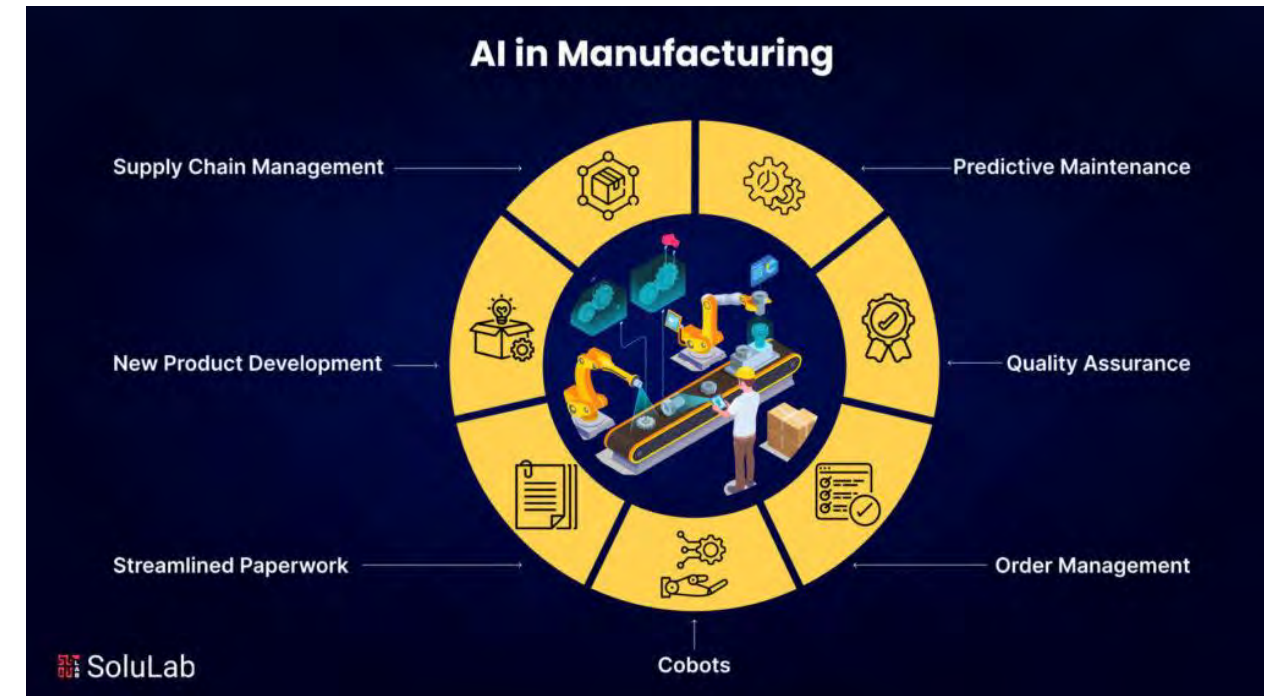 AI in Manufacturing
Supply Chain Management
Predictive Maintenance
New Product Development
Quality Assurance
Streamlined Paperwork
Order Management
Cobots
SoluLab